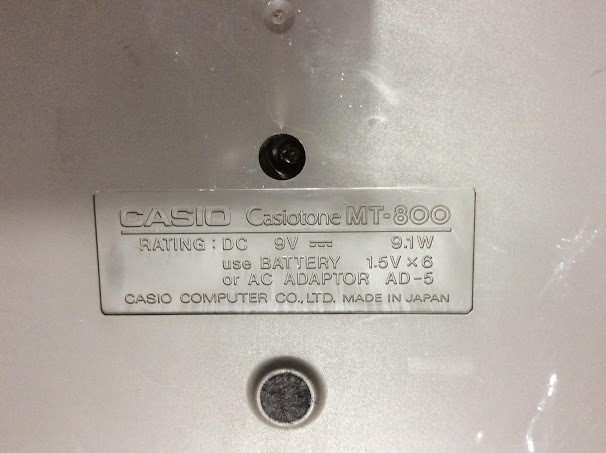 CASIO Casiotone MT-800
RATING : DC 9V ⎓ 9.1W
use BATTERY 1.5V × 6
or AC ADAPTOR AD-5
CASIO COMPUTER CO., LTD. MADE IN JAPAN